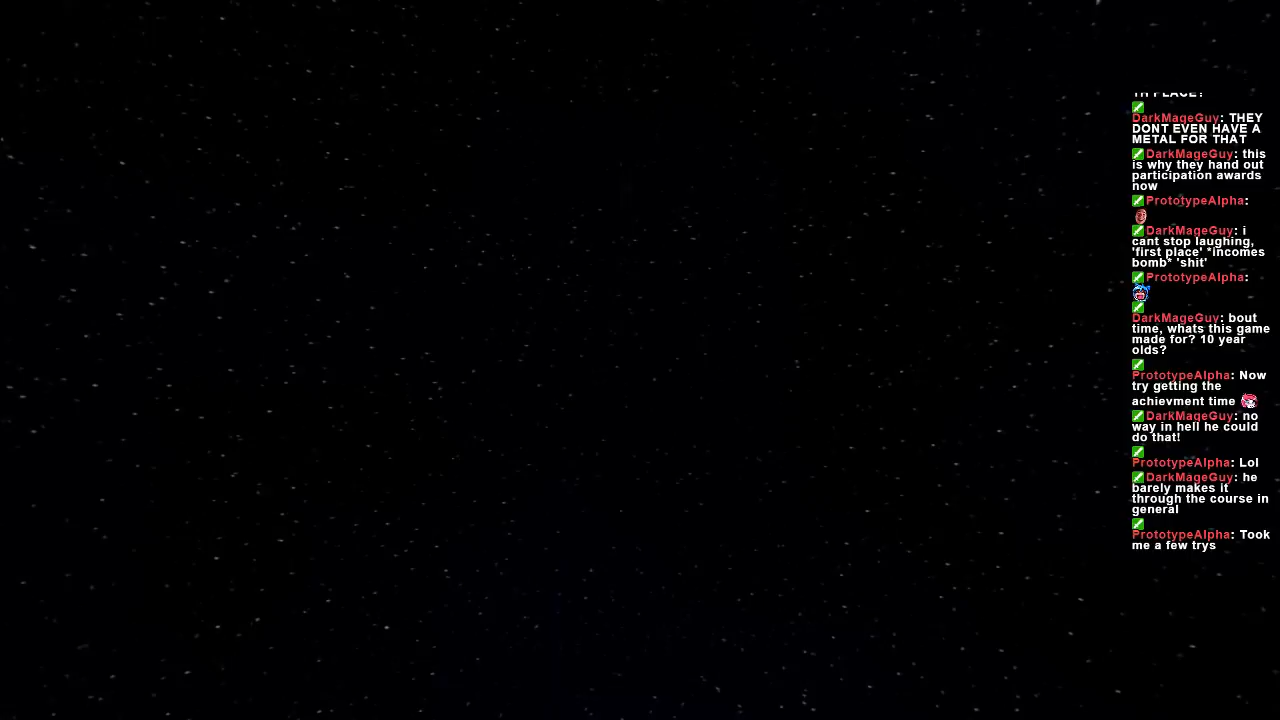 TH PLACE?
DarkMageGuy: THEY
DONT EVEN HAVE A
METAL FOR THAT
DarkMageGuy: this
is why they hand out
participation awards
now
PrototypeAlpha:
DarkMageGuy: i
cant stop laughing,
'first place' *incomes
bomb* 'shit'
PrototypeAlpha:
DarkMageGuy: bout
time, whats this game
made for? 10 year
olds?
PrototypeAlpha: Now
try getting the
achievment time
DarkMageGuy: no
way in hell he could
do that!
PrototypeAlpha: Lol
DarkMageGuy: he
barely makes it
through the course in
general
PrototypeAlpha: Took
me a few trys